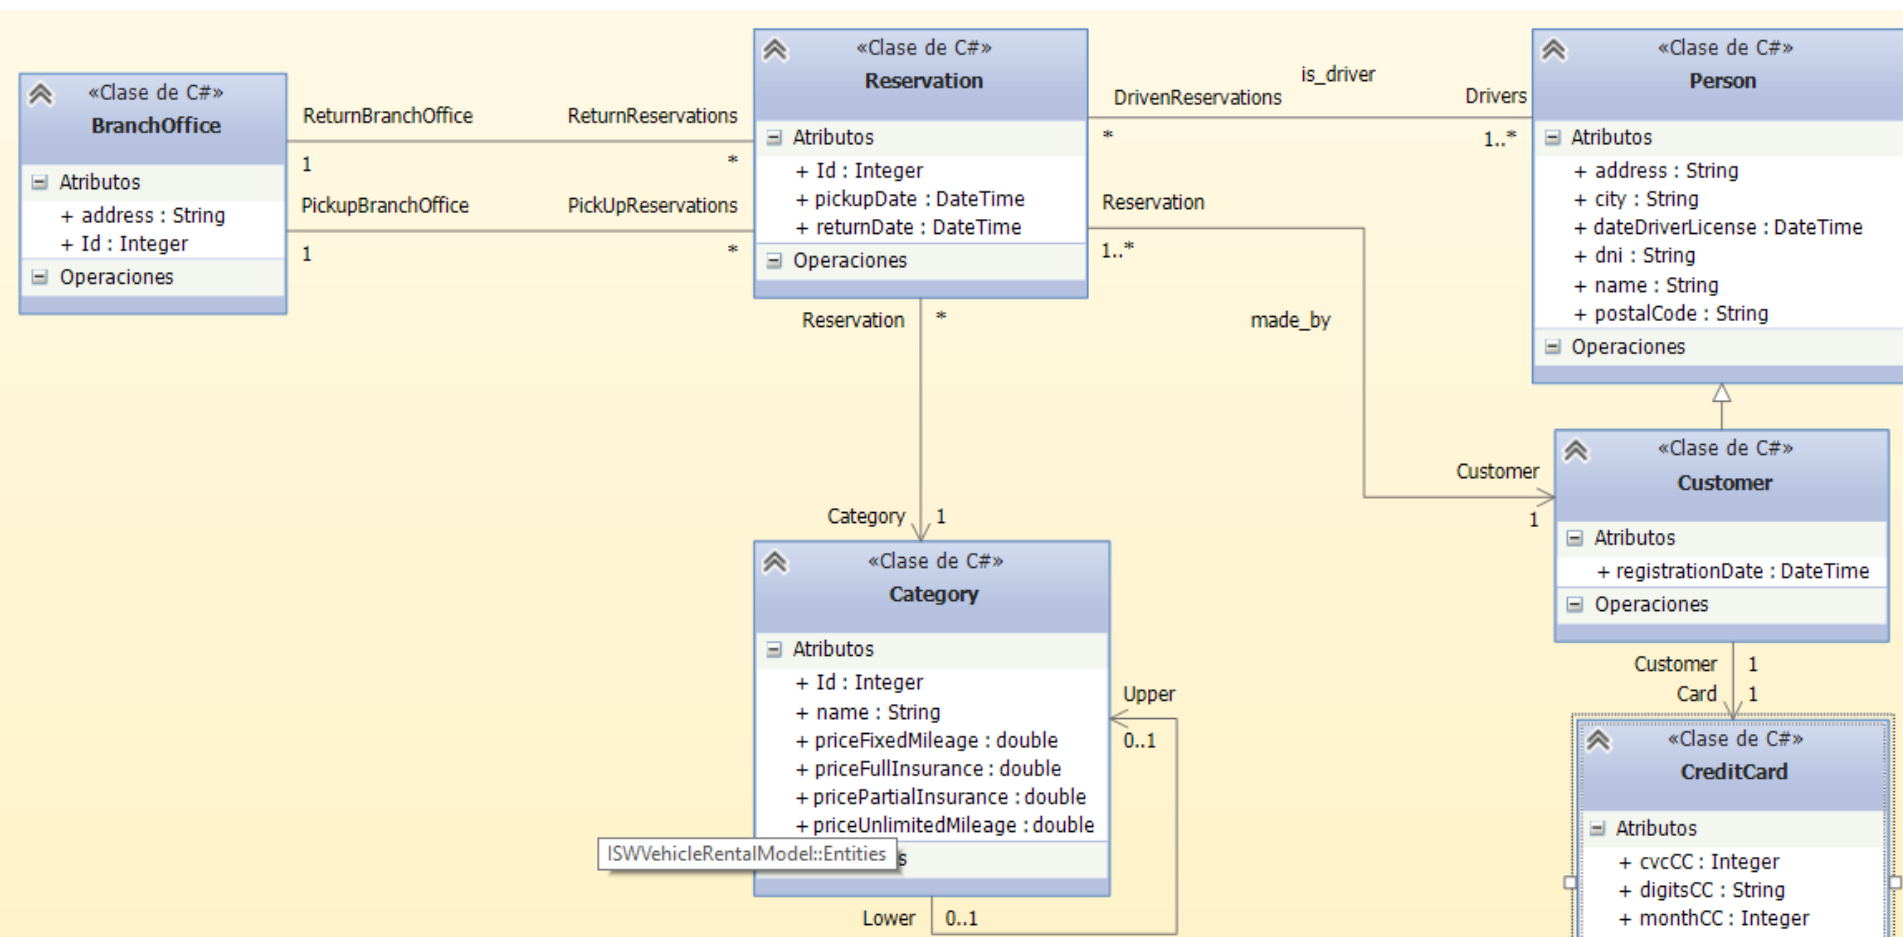 «Clase de C#»
BranchOffice
Atributos
+ address : String
+ Id : Integer
Operaciones
ReturnBranchOffice
ReturnReservations
1
*
PickupBranchOffice
PickUpReservations
1
*
«Clase de C#»
Reservation
Atributos
+ Id : Integer
+ pickupDate : DateTime
+ returnDate : DateTime
Operaciones
is_driver
DrivenReservations
Drivers
*
1..*
Reservation
1..*
made_by
Customer
1
«Clase de C#»
Person
Atributos
+ address : String
+ city : String
+ dateDriverLicense : DateTime
+ dni : String
+ name : String
+ postalCode : String
Operaciones
Reservation
*
Category
1
«Clase de C#»
Category
Atributos
+ Id : Integer
+ name : String
+ priceFixedMileage : double
+ priceFullInsurance : double
+ pricePartialInsurance : double
+ priceUnlimitedMileage : double
ISWVehicleRentalModel::Entities
s
Upper
0..1
Lower
0..1
«Clase de C#»
Customer
Atributos
+ registrationDate : DateTime
Operaciones
Customer
1
Card
1
«Clase de C#»
CreditCard
Atributos
+ cvcCC : Integer
+ digitsCC : String
+ monthCC : Integer